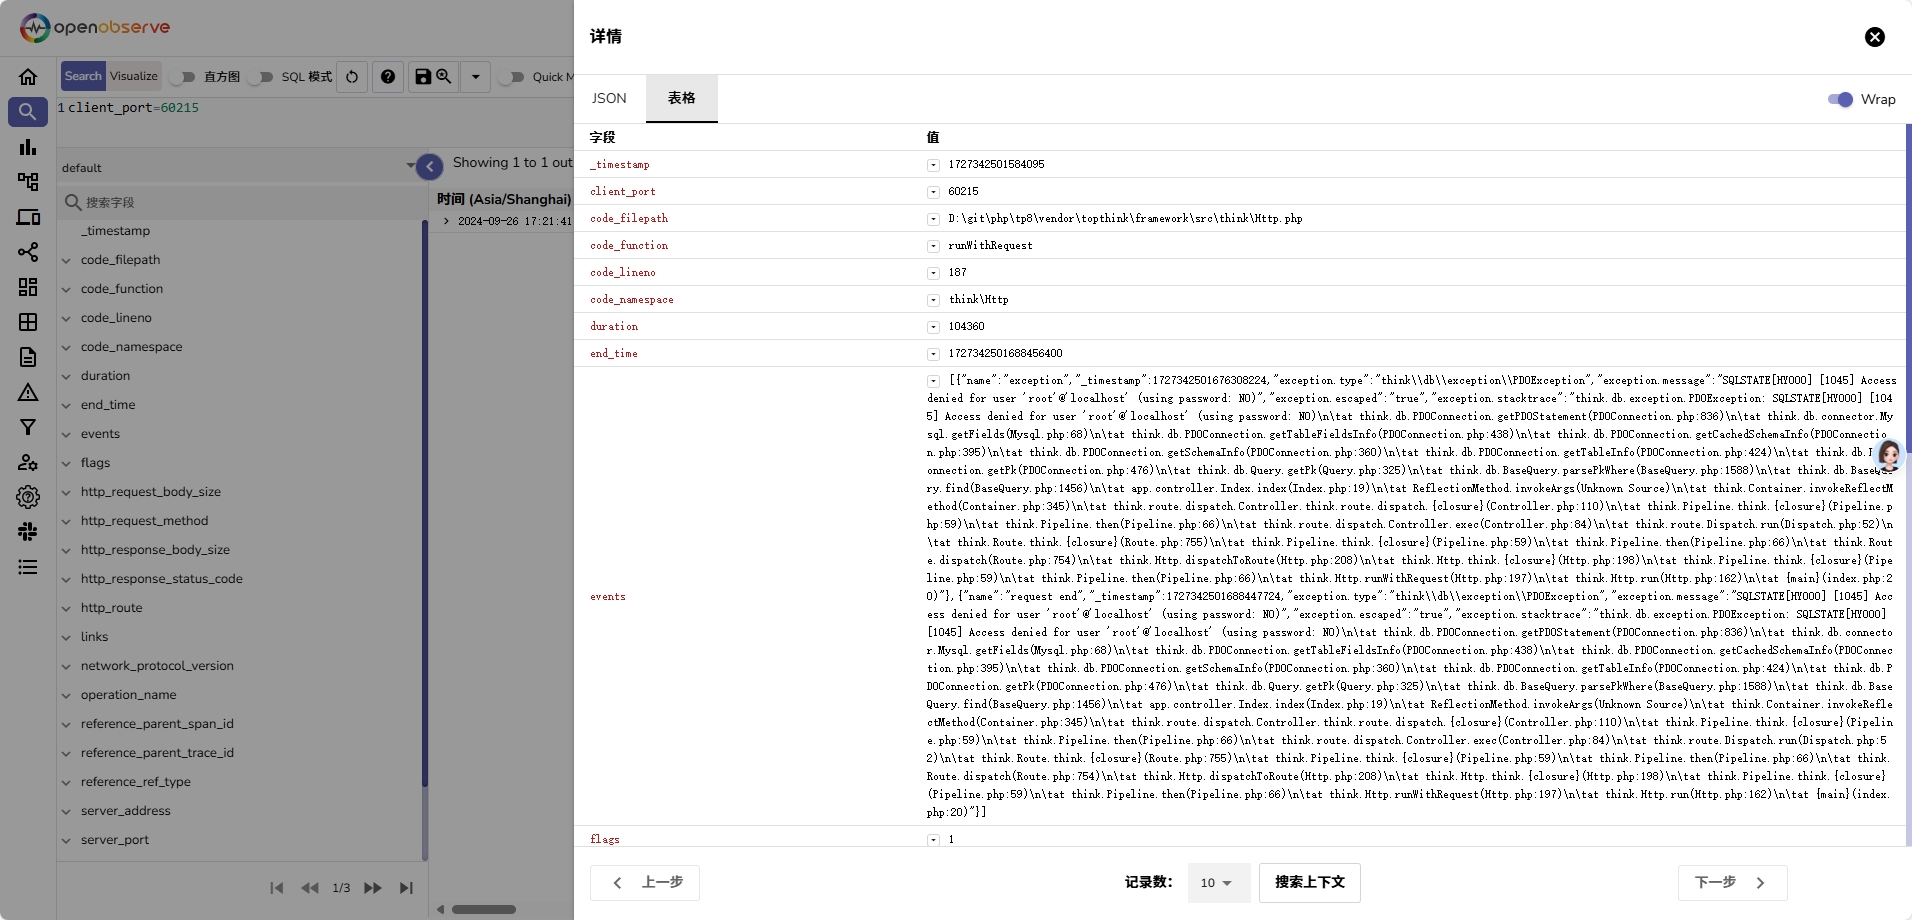 openobserve
Search Visualize 直方图 SQL 模式 Quick M
1 client_port=60215
default
Showing 1 to 1 out
搜索字段
时间 (Asia/Shanghai)
2024-09-26 17:21:41
_timestamp
code_filepath
code_function
code_lineno
code_namespace
duration
end_time
events
flags
http_request_body_size
http_request_method
http_response_body_size
http_response_status_code
http_route
links
network_protocol_version
operation_name
reference_parent_span_id
reference_parent_trace_id
reference_ref_type
server_address
server_port
1/3
详情
JSON 表格 Wrap
字段 值
_timestamp 1727342501584095
client_port 60215
code_filepath D:\git\php\tp8\vendor\topthink\framework\src\think\Http.php
code_function runWithRequest
code_lineno 187
code_namespace think\Http
duration 104360
end_time 1727342501688456400
events
[{"name":"exception","_timestamp":1727342501676308224,"exception.type":"think\\db\\exception\\PDOException","exception.message":"SQLSTATE[HY000] [1045] Access
denied for user 'root'@'localhost' (using password: NO)","exception.escaped":"true","exception.stacktrace":"think.db.exception.PDOException: SQLSTATE[HY000] [104
5] Access denied for user 'root'@'localhost' (using password: NO)\n\tat think.db.PDOConnection.getPDOStatement(PDOConnection.php:836)\n\tat think.db.connector.My
sql.getFields(Mysql.php:68)\n\tat think.db.PDOConnection.getTableFieldsInfo(PDOConnection.php:438)\n\tat think.db.PDOConnection.getCachedSchemaInfo(PDOConnectio
n.php:395)\n\tat think.db.PDOConnection.getSchemaInfo(PDOConnection.php:360)\n\tat think.db.PDOConnection.getTableInfo(PDOConnection.php:424)\n\tat think.db.
onnection.getPk(PDOConnection.php:476)\n\tat think.db.Query.getPk(Query.php:325)\n\tat think.db.BaseQuery.parsePkWhere(BaseQuery.php:1588)\n\tat think.db.BaseQue
ry.find(BaseQuery.php:1456)\n\tat app.controller.Index.index(Index.php:19)\n\tat ReflectionMethod.invokeArgs(Unknown Source)\n\tat think.Container.invokeReflectM
ethod(Container.php:345)\n\tat think.route.dispatch.Controller.think.route.dispatch.{closure}(Controller.php:110)\n\tat think.Pipeline.think.{closure}(Pipeline.p
hp:59)\n\tat think.Pipeline.then(Pipeline.php:66)\n\tat think.route.dispatch.Controller.exec(Controller.php:84)\n\tat think.route.Dispatch.run(Dispatch.php:52)\n
\tat think.Route.think.{closure}(Route.php:755)\n\tat think.Pipeline.think.{closure}(Pipeline.php:59)\n\tat think.Pipeline.then(Pipeline.php:66)\n\tat think.Rout
e.dispatch(Route.php:754)\n\tat think.Http.dispatchToRoute(Http.php:208)\n\tat think.Http.think.{closure}(Http.php:198)\n\tat think.Pipeline.think.{closure}(Pipe
line.php:59)\n\tat think.Pipeline.then(Pipeline.php:66)\n\tat think.Http.runWithRequest(Http.php:197)\n\tat think.Http.run(Http.php:162)\n\tat {main}(index.php:2
0)"},{"name":"request end","_timestamp":1727342501688447724,"exception.type":"think\\db\\exception\\PDOException","exception.message":"SQLSTATE[HY000] [1045] Acc
ess denied for user 'root'@'localhost' (using password: NO)","exception.escaped":"true","exception.stacktrace":"think.db.exception.PDOException: SQLSTATE[HY000]
[1045] Access denied for user 'root'@'localhost' (using password: NO)\n\tat think.db.PDOConnection.getPDOStatement(PDOConnection.php:836)\n\tat think.db.connecto
r.Mysql.getFields(Mysql.php:68)\n\tat think.db.PDOConnection.getTableFieldsInfo(PDOConnection.php:438)\n\tat think.db.PDOConnection.getCachedSchemaInfo(PDOConnec
tion.php:395)\n\tat think.db.PDOConnection.getSchemaInfo(PDOConnection.php:360)\n\tat think.db.PDOConnection.getTableInfo(PDOConnection.php:424)\n\tat think.db.P
DOConnection.getPk(PDOConnection.php:476)\n\tat think.db.Query.getPk(Query.php:325)\n\tat think.db.BaseQuery.parsePkWhere(BaseQuery.php:1588)\n\tat think.db.Base
Query.find(BaseQuery.php:1456)\n\tat app.controller.Index.index(Index.php:19)\n\tat ReflectionMethod.invokeArgs(Unknown Source)\n\tat think.Container.invokeRefle
ctMethod(Container.php:345)\n\tat think.route.dispatch.Controller.think.route.dispatch.{closure}(Controller.php:110)\n\tat think.Pipeline.think.{closure}(Pipelin
e.php:59)\n\tat think.Pipeline.then(Pipeline.php:66)\n\tat think.route.dispatch.Controller.exec(Controller.php:84)\n\tat think.route.Dispatch.run(Dispatch.php:5
2)\n\tat think.Route.think.{closure}(Route.php:755)\n\tat think.Pipeline.think.{closure}(Pipeline.php:59)\n\tat think.Pipeline.then(Pipeline.php:66)\n\tat think.
Route.dispatch(Route.php:754)\n\tat think.Http.dispatchToRoute(Http.php:208)\n\tat think.Http.think.{closure}(Http.php:198)\n\tat think.Pipeline.think.{closure}
(Pipeline.php:59)\n\tat think.Pipeline.then(Pipeline.php:66)\n\tat think.Http.runWithRequest(Http.php:197)\n\tat think.Http.run(Http.php:162)\n\tat {main}(index.
php:20)"}]
flags 1
上一步 记录数: 10 搜索上下文 下一步